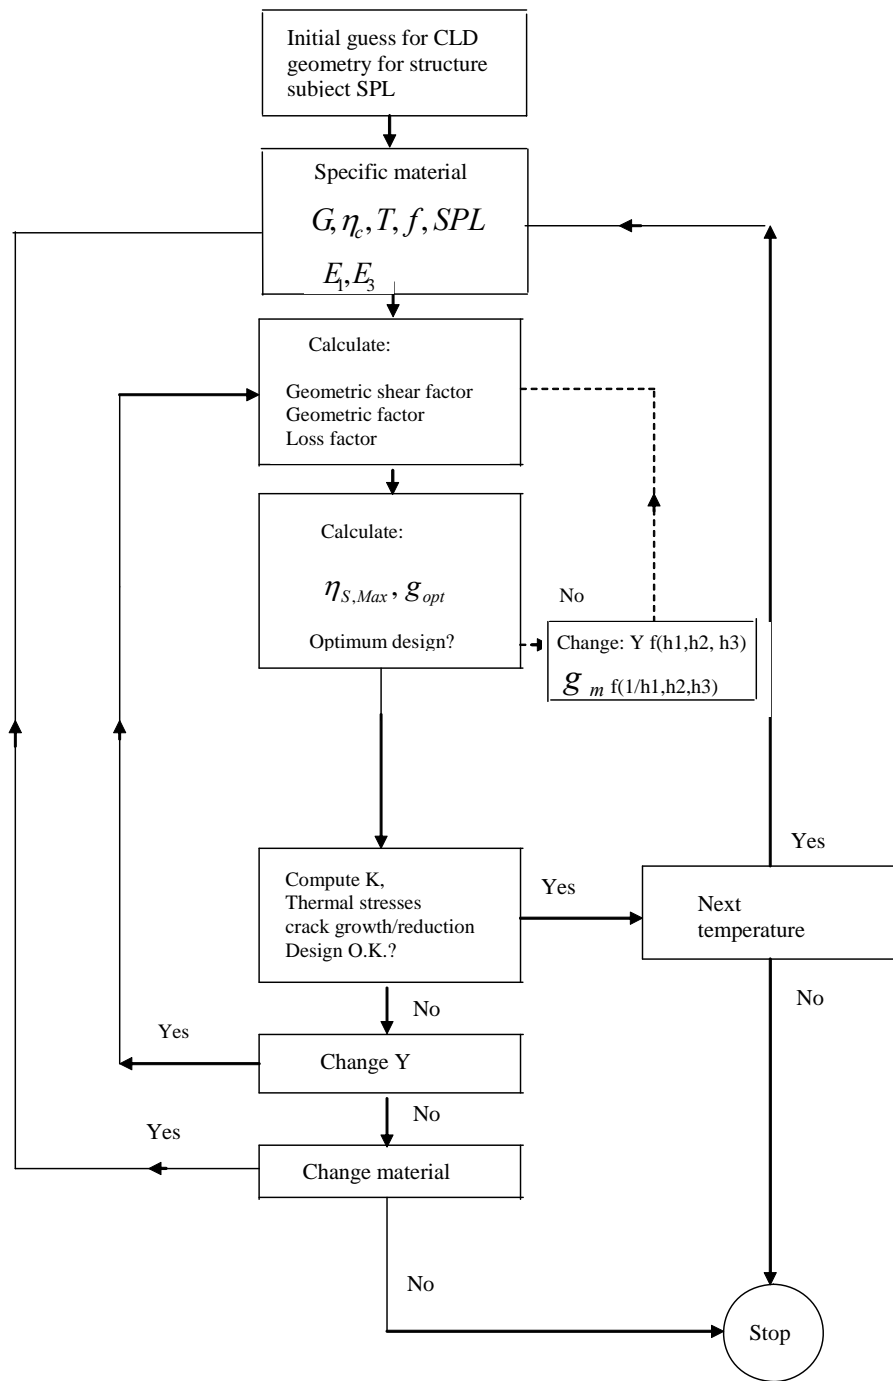 Initial guess for CLD
geometry for structure
subject SPL
Specific material
G, η_c, T, f, SPL
E_1, E_3
Calculate:
Geometric shear factor
Geometric factor
Loss factor
Calculate:
η_{S,Max}, g_{opt}
Optimum design?
No
Change: Y f(h1,h2, h3)
g_m f(1/h1,h2,h3)
Compute K,
Thermal stresses
crack growth/reduction
Design O.K.?
Yes
Next
temperature
Yes
No
No
Change Y
Yes
No
Change material
Yes
No
Stop